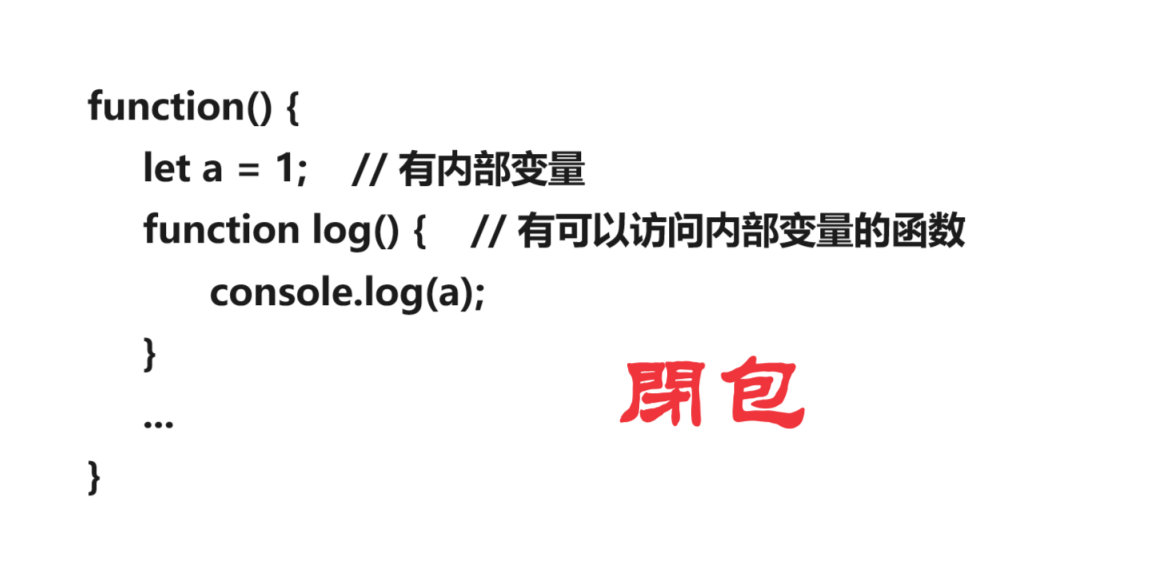 function() {
let a = 1; // 有内部变量
function log() { // 有可以访问内部变量的函数
console.log(a);
}
閉包
...
}